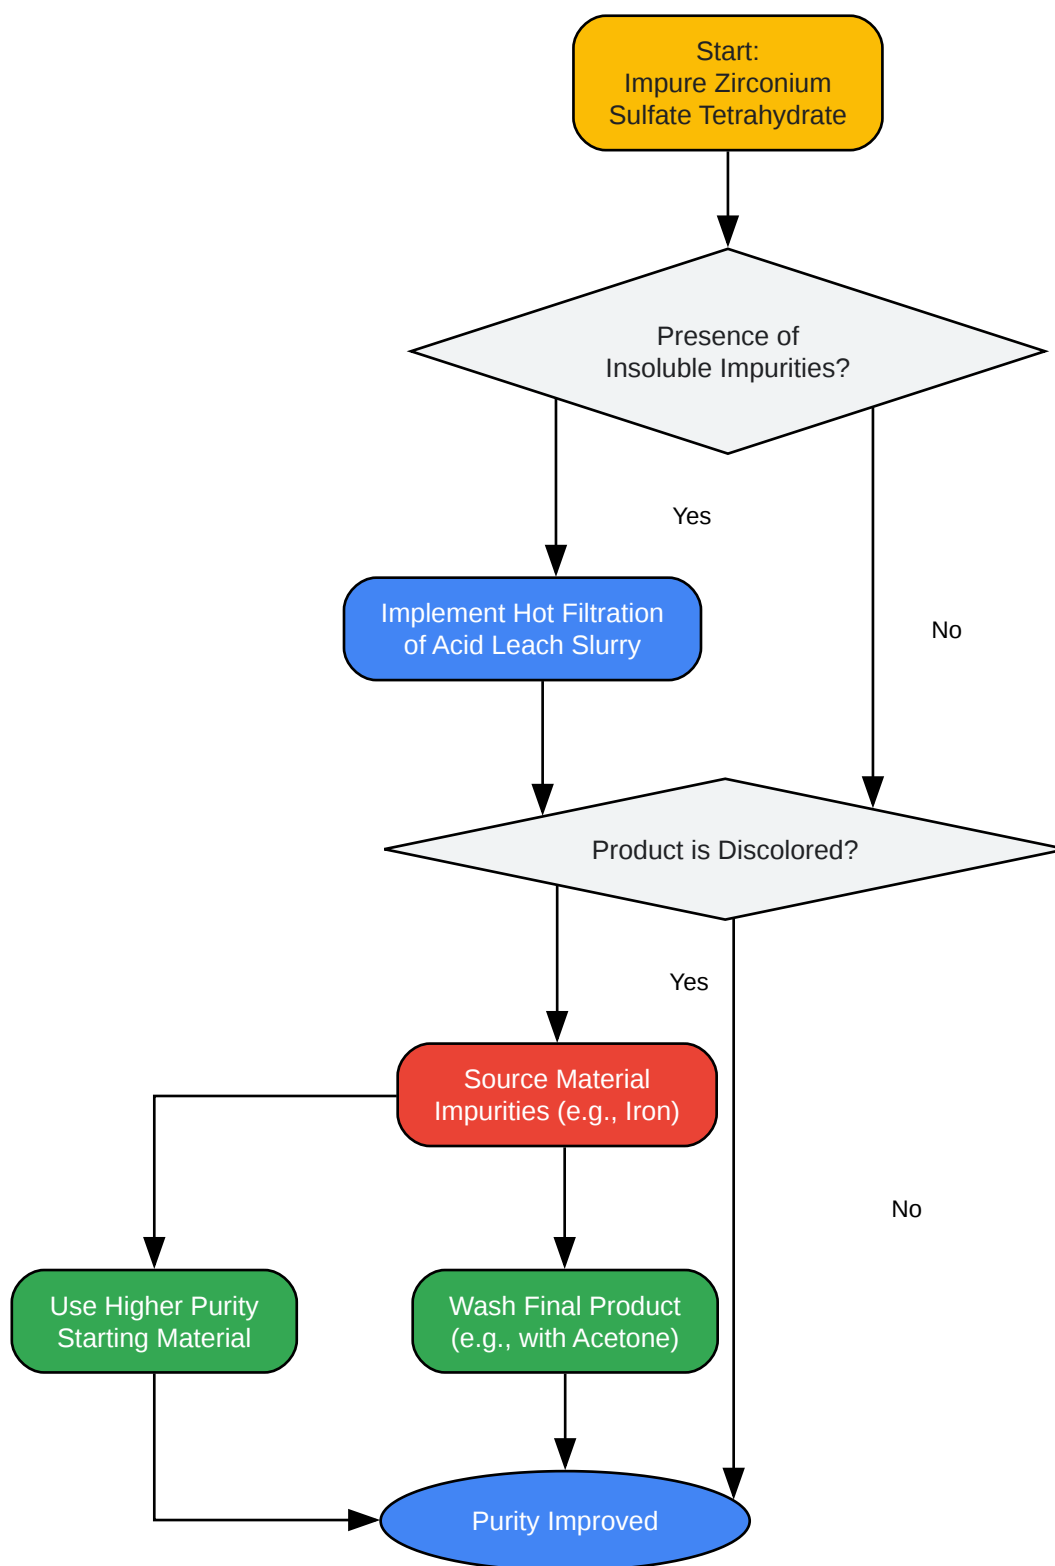 Start:
Impure Zirconium
Sulfate Tetrahydrate
Presence of
Insoluble Impurities?
Yes
Implement Hot Filtration
of Acid Leach Slurry
No
Product is Discolored?
Yes
Source Material
Impurities (e.g., Iron)
No
Use Higher Purity
Starting Material
Wash Final Product
(e.g., with Acetone)
Purity Improved